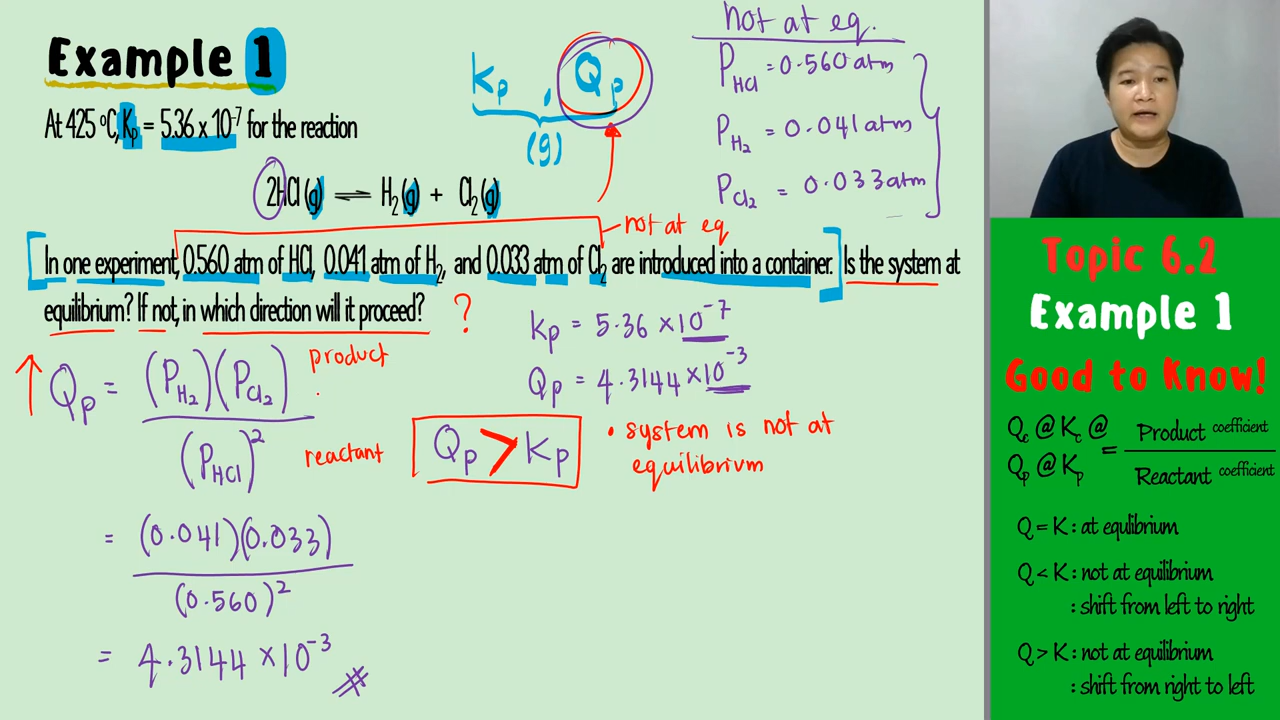 Example 1
At 425 °C, Kp = 5.36 x 10⁻⁷ for the reaction
2HCl (g) ⇌ H₂ (g) + Cl₂ (g)
Kp , Qp
(g)
not at eq.
P HCl = 0.560 atm
P H₂ = 0.041 atm
P Cl₂ = 0.033 atm
not at eq
In one experiment, 0.560 atm of HCl, 0.041 atm of H₂, and 0.033 atm of Cl₂ are introduced into a container. Is the system at
equilibrium? If not, in which direction will it proceed? ?
↑ Qp = (P H₂)(P Cl₂) product
(P HCl)² reactant
= (0.041)(0.033)
(0.560)²
= 4.3144 × 10⁻³
Kp = 5.36 × 10⁻⁷
Qp = 4.3144 × 10⁻³
Qp > Kp
• system is not at
equilibrium
Topic 6.2
Example 1
Good to Know!
Qc @ Kc @
Qp @ Kp
= Product coefficient
Reactant coefficient
Q = K : at equlibrium
Q < K : not at equilibrium
: shift from left to right
Q > K : not at equilibrium
: shift from right to left